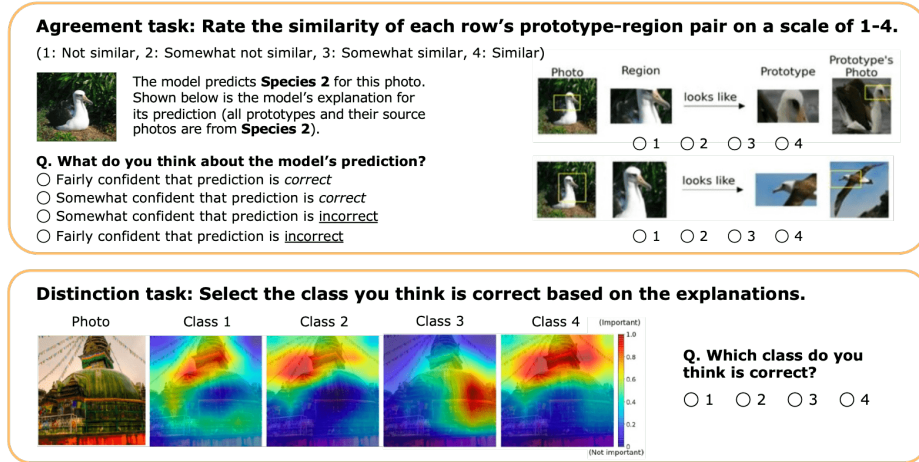 Agreement task: Rate the similarity of each row's prototype-region pair on a scale of 1-4.
(1: Not similar, 2: Somewhat not similar, 3: Somewhat similar, 4: Similar)
The model predicts Species 2 for this photo.
Shown below is the model's explanation for
its prediction (all prototypes and their source
photos are from Species 2).
Q. What do you think about the model's prediction?
Fairly confident that prediction is correct
Somewhat confident that prediction is correct
Somewhat confident that prediction is incorrect
Fairly confident that prediction is incorrect
Photo Region Prototype Prototype's
Photo
looks like
1 2 3 4
looks like
1 2 3 4
Distinction task: Select the class you think is correct based on the explanations.
Photo Class 1 Class 2 Class 3 Class 4 (Important)
1.0
0.8
0.6
0.4
0.2
0
(Not important)
Q. Which class do you
think is correct?
1 2 3 4